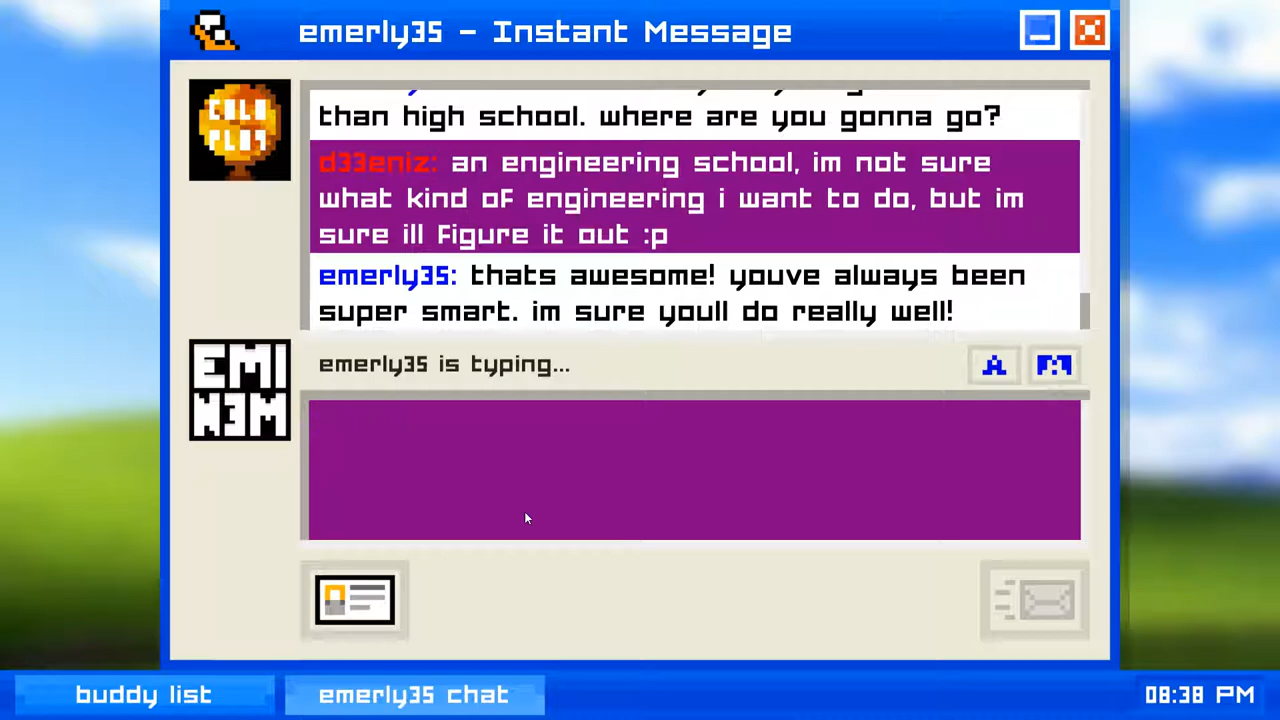 emerly35 - Instant Message
than high school. where are you gonna go?
d33eniz: an engineering school, im not sure
what kind of engineering i want to do, but im
sure ill figure it out :p
emerly35: thats awesome! youve always been
super smart. im sure youll do really well!
emerly35 is typing...
A
EMI
N3M
buddy list
emerly35 chat
08:38 PM